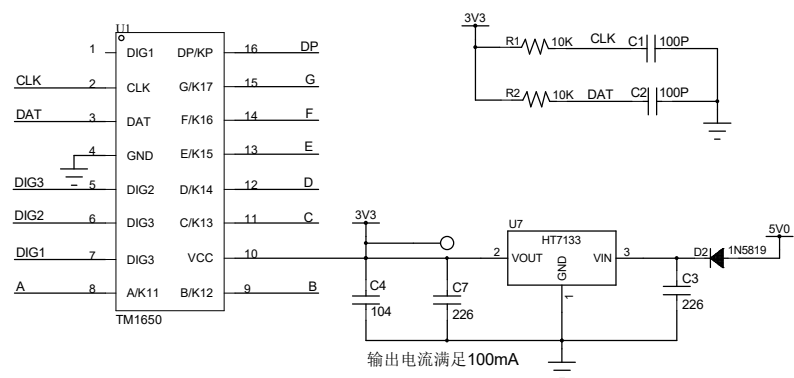 U1
1 DIG1 DP/KP 16 DP
CLK 2 CLK G/K17 15 G
DAT 3 DAT F/K16 14 F
4 GND E/K15 13 E
DIG3 5 DIG2 D/K14 12 D
DIG2 6 DIG3 C/K13 11 C
DIG1 7 DIG3 VCC 10
A 8 A/K11 B/K12 9 B
TM1650
3V3
R1 10K CLK C1 100P
R2 10K DAT C2 100P
3V3
U7
HT7133
2 VOUT GND VIN 3
1
D2 1N5819
5V0
C4
104
C7
226
C3
226
输出电流满足100mA